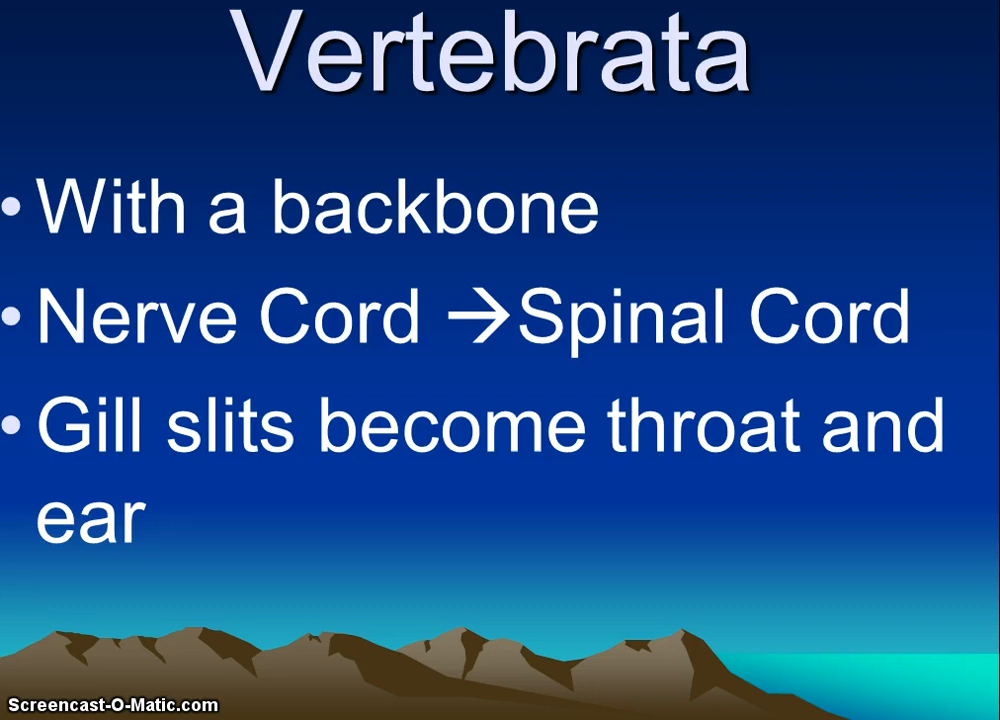 Vertebrata
• With a backbone
• Nerve Cord →Spinal Cord
• Gill slits become throat and
ear
Screencast-O-Matic.com